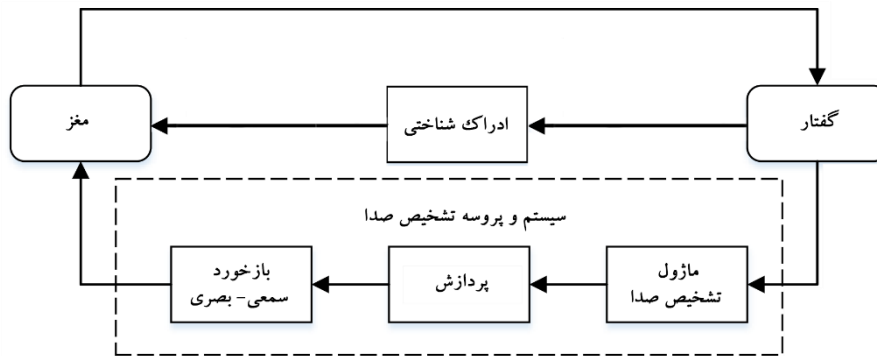 گفتار
ادراک شناختی
مغز
سیستم و پروسه تشخیص صدا
ماژول
تشخیص صدا
پردازش
بازخورد
سمعی- بصری